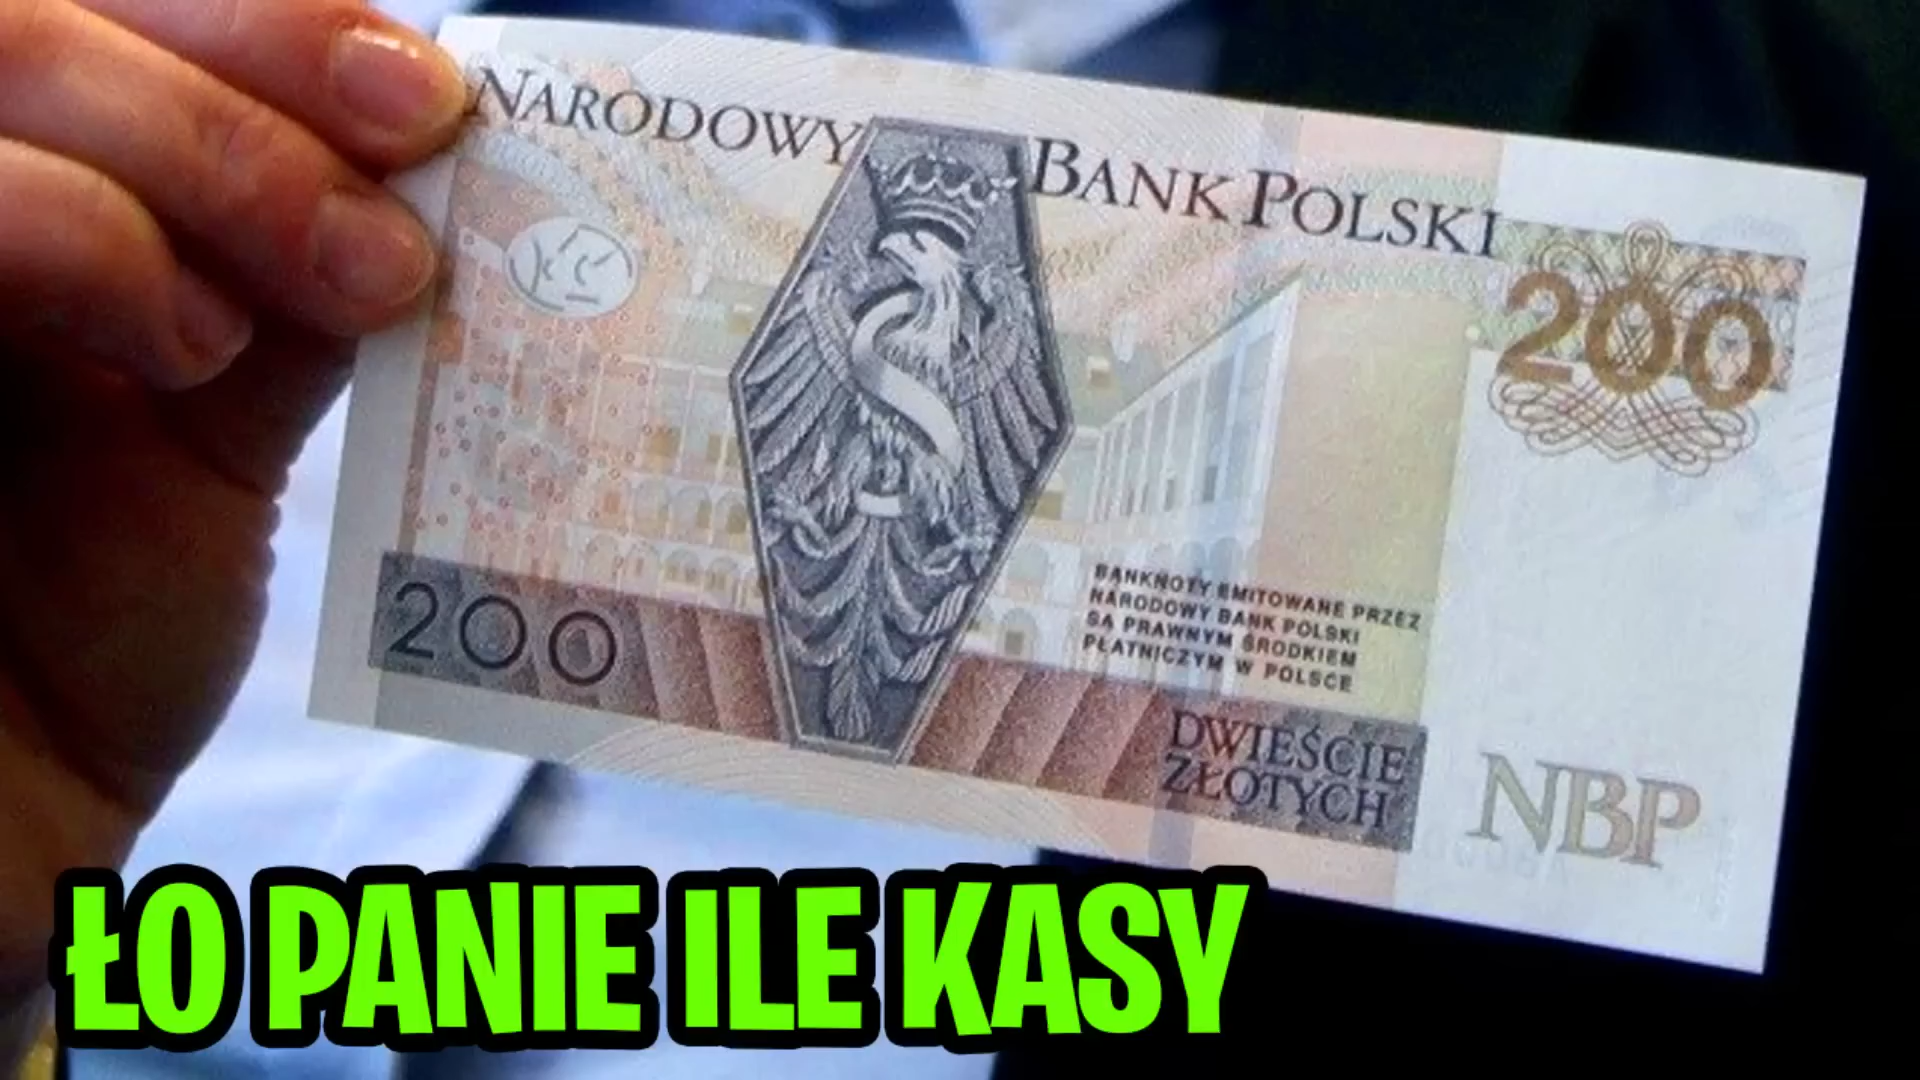 NARODOWY BANK POLSKI
200
200
BANKNOTY EMITOWANE PRZEZ
NARODOWY BANK POLSKI
SĄ PRAWNYM ŚRODKIEM
PŁATNICZYM W POLSCE
DWIEŚCIE
ZŁOTYCH
NBP
ŁO PANIE ILE KASY